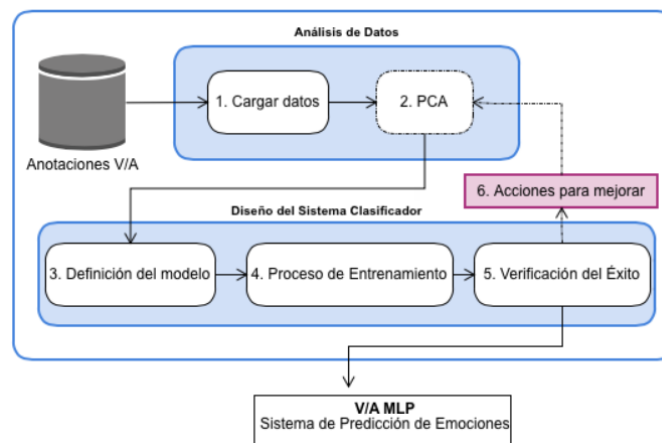 Análisis de Datos
1. Cargar datos
2. PCA
Anotaciones V/A
6. Acciones para mejorar
Diseño del Sistema Clasificador
3. Definición del modelo
4. Proceso de Entrenamiento
5. Verificación del Éxito
V/A MLP
Sistema de Predicción de Emociones